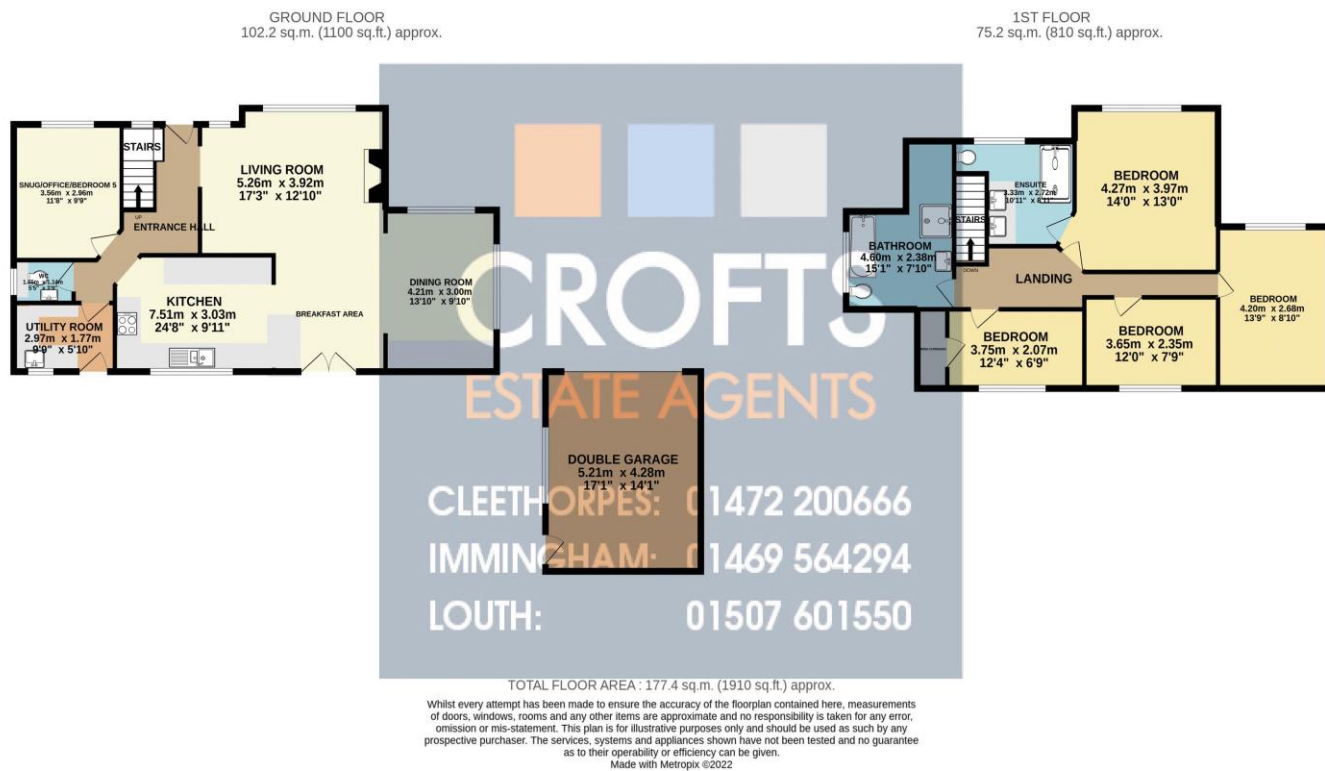 GROUND FLOOR
102.2 sq.m. (1100 sq.ft.) approx.
1ST FLOOR
75.2 sq.m. (810 sq.ft.) approx.
STAIRS
SNUG/OFFICE/BEDROOM 5
3.56m x 2.96m
11'8" x 9'9"
LIVING ROOM
5.26m x 3.92m
17'3" x 12'10"
UP
ENTRANCE HALL
WC
KITCHEN
7.51m x 3.03m
24'8" x 9'11"
BREAKFAST AREA
UTILITY ROOM
2.97m x 1.77m
9'9" x 5'10"
DINING ROOM
4.21m x 3.00m
13'10" x 9'10"
ENSUITE
3.33m x 2.72m
10'11" x 8'11"
BEDROOM
4.27m x 3.97m
14'0" x 13'0"
STAIRS
BATHROOM
4.60m x 2.38m
15'1" x 7'10"
DOWN
LANDING
BEDROOM
4.20m x 2.68m
13'9" x 8'10"
BEDROOM
3.75m x 2.07m
12'4" x 6'9"
BEDROOM
3.65m x 2.35m
12'0" x 7'9"
CROFTS
ESTATE AGENTS
DOUBLE GARAGE
5.21m x 4.28m
17'1" x 14'1"
CLEETHORPES: 01472 200666
IMMINGHAM: 01469 564294
LOUTH: 01507 601550
TOTAL FLOOR AREA : 177.4 sq.m. (1910 sq.ft.) approx.
Whilst every attempt has been made to ensure the accuracy of the floorplan contained here, measurements
of doors, windows, rooms and any other items are approximate and no responsibility is taken for any error,
omission or mis-statement. This plan is for illustrative purposes only and should be used as such by any
prospective purchaser. The services, systems and appliances shown have not been tested and no guarantee
as to their operability or efficiency can be given.
Made with Metropix ©2022